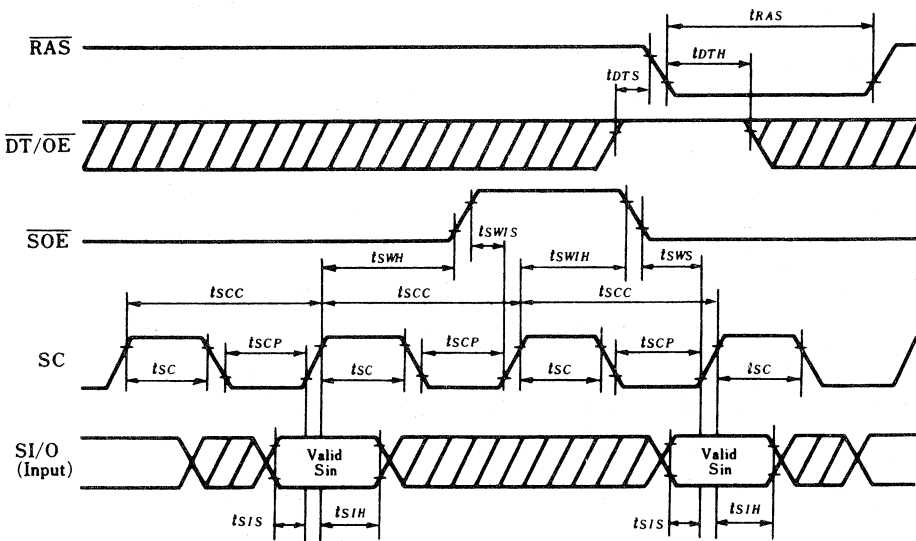 tRAS
RAS
tDTH
tDTS
DT/OE
SOE
tSWIS
tSWH
tSWIH
tSWS
tSCC
tSCC
tSCC
tSCP
tSCP
tSCP
SC
tSC
tSC
tSC
tSC
SI/O
(Input)
Valid
Sin
Valid
Sin
tSIS
tSIH
tSIS
tSIH